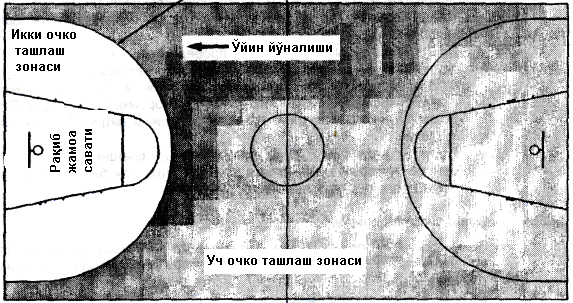 Икки очко
ташлаш
зонаси
Ўйин йўналиши
Рақиб
жамоа
савати
Уч очко ташлаш зонаси